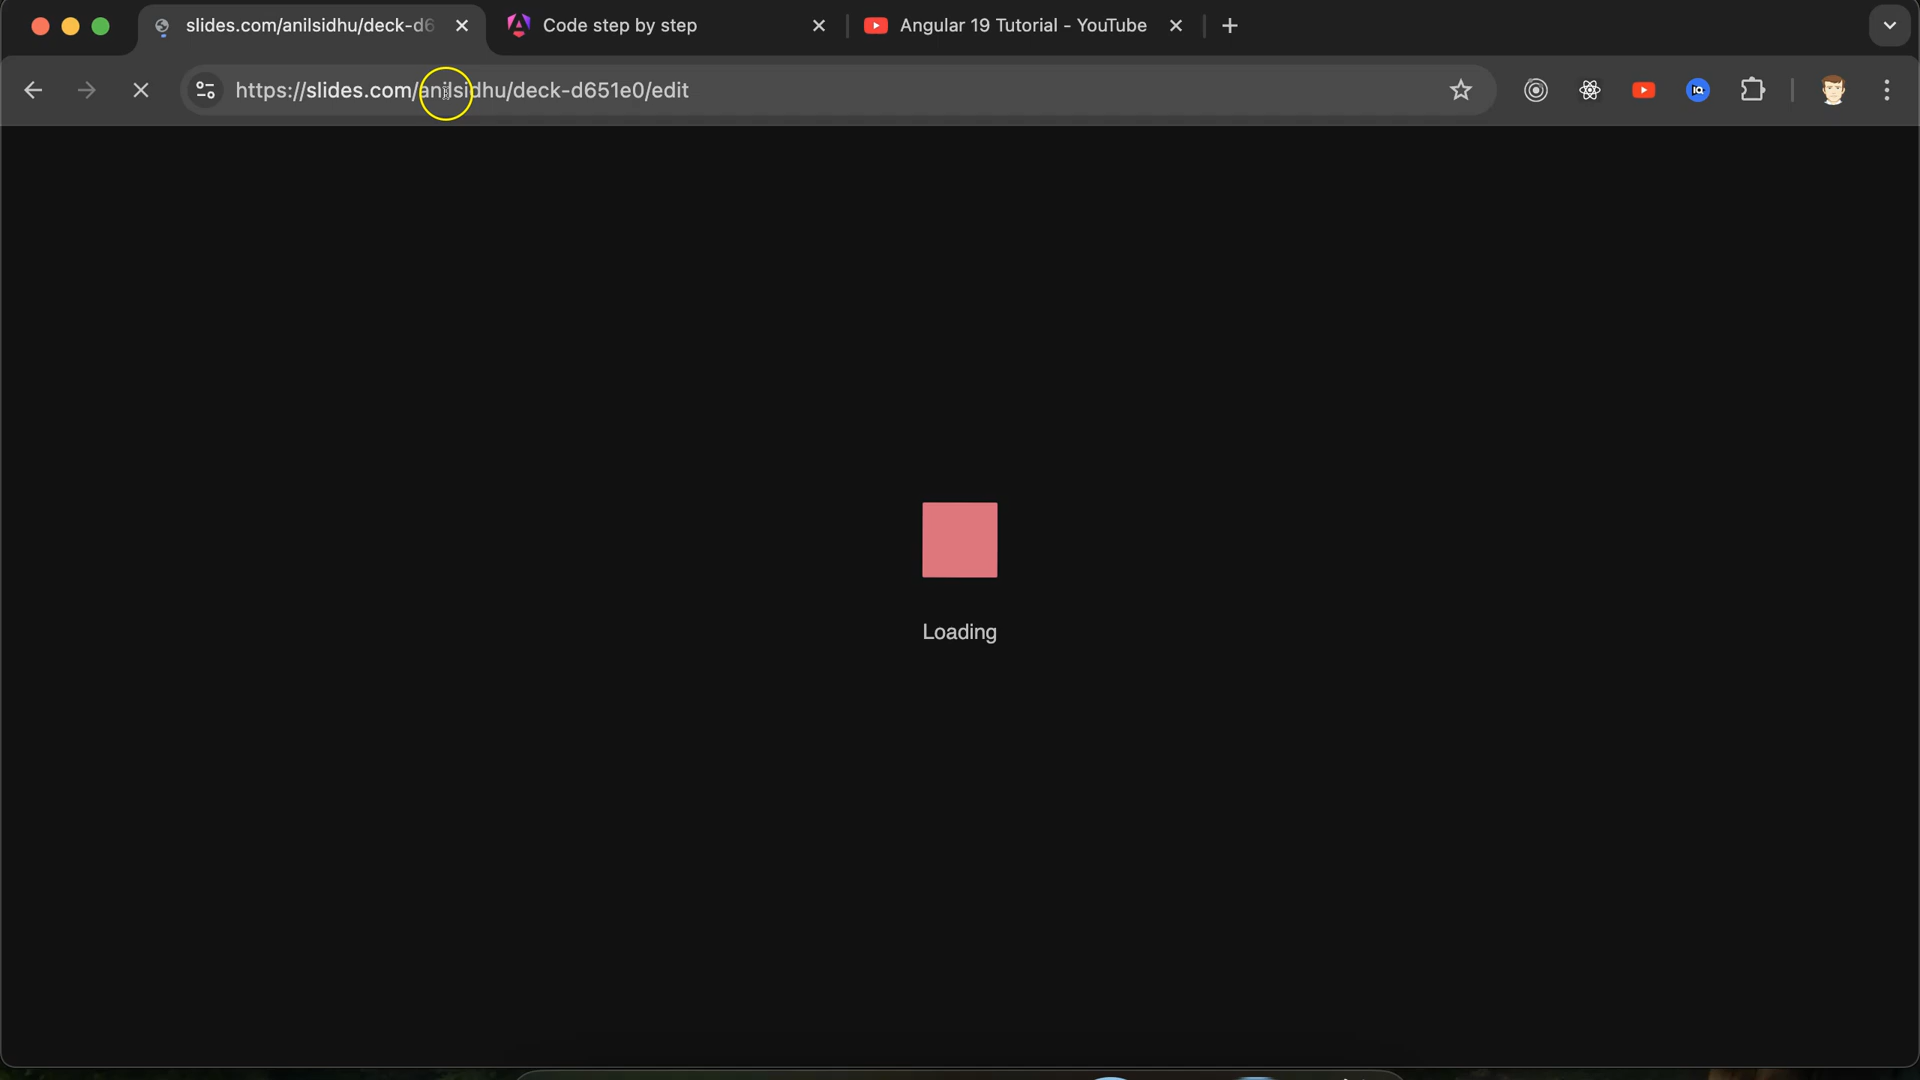 slides.com/anilsidhu/deck-d6
Code step by step
Angular 19 Tutorial - YouTube
https://slides.com/anilsidhu/deck-d651e0/edit
IQ
Loading